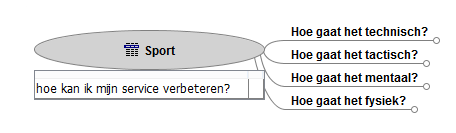 Sport
hoe kan ik mijn service verbeteren?
Hoe gaat het technisch?
Hoe gaat het tactisch?
Hoe gaat het mentaal?
Hoe gaat het fysiek?